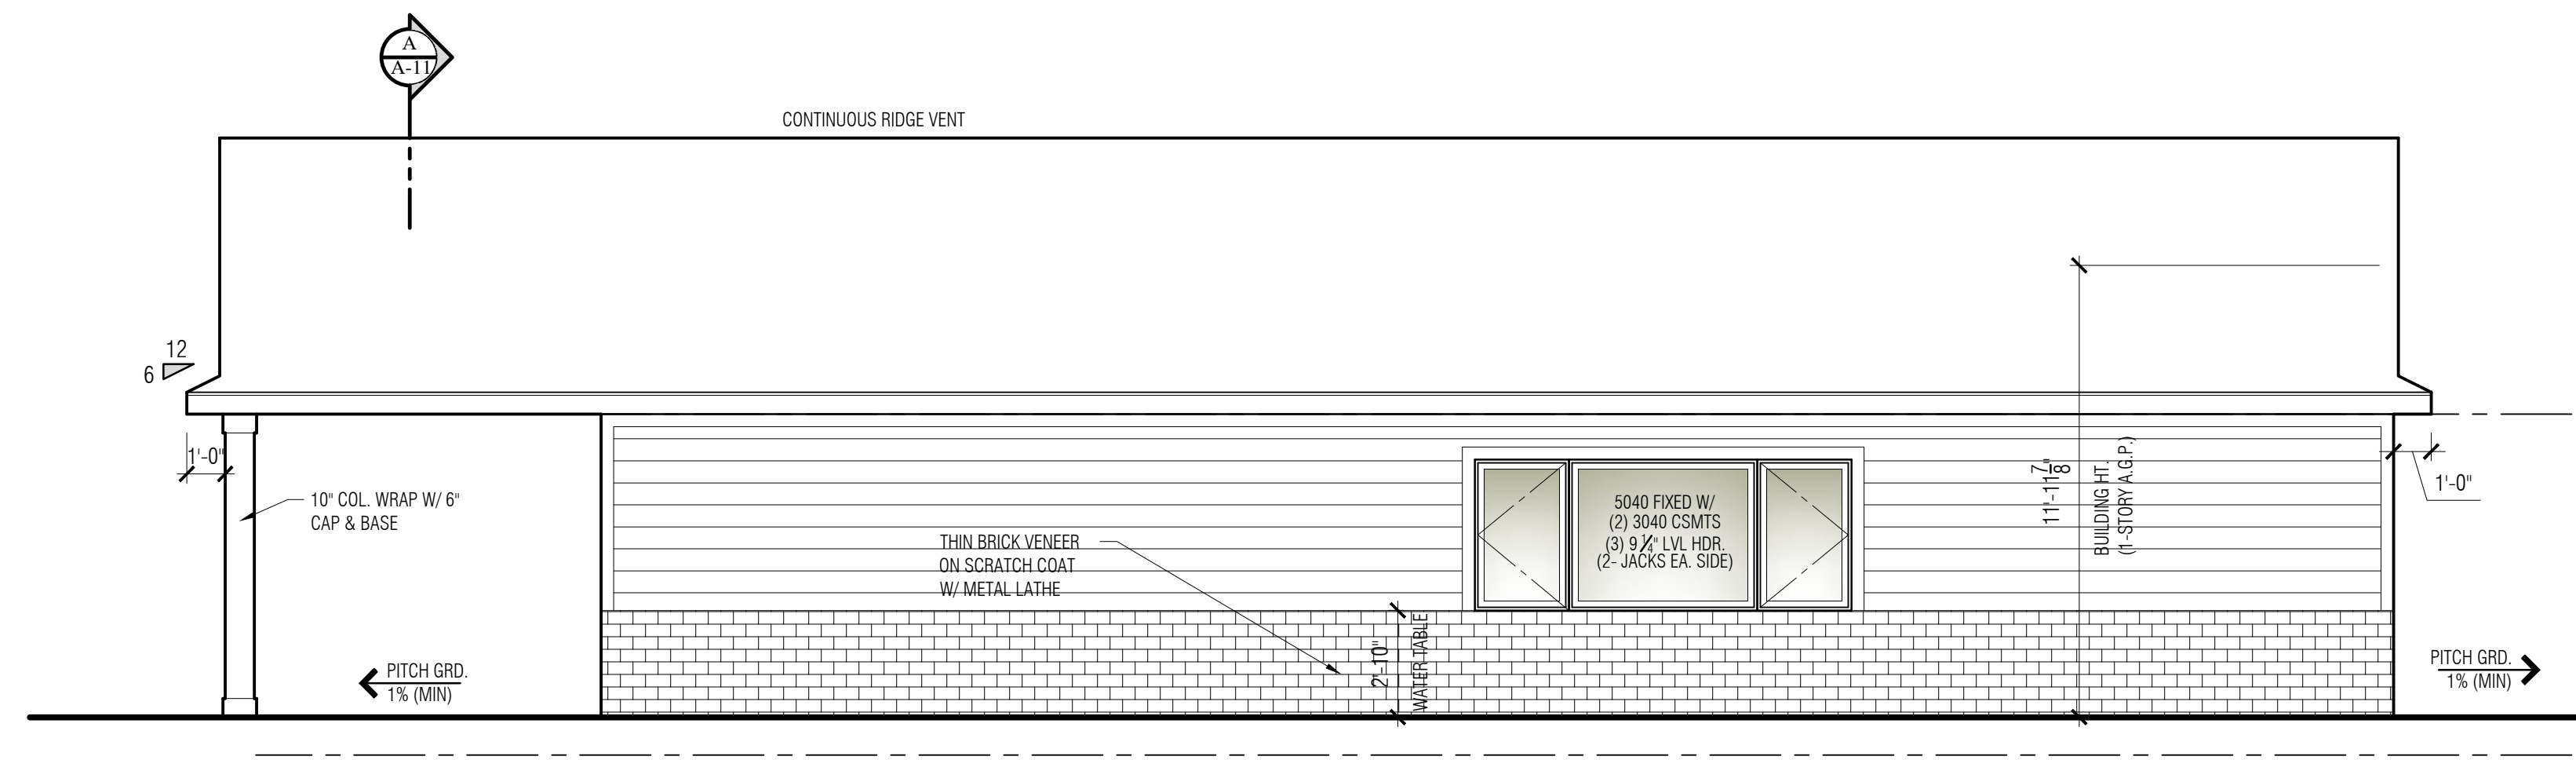 A
A-11
CONTINUOUS RIDGE VENT
12
6
1'-0"
10" COL. WRAP W/ 6"
CAP & BASE
THIN BRICK VENEER
ON SCRATCH COAT
W/ METAL LATHE
5040 FIXED W/
(2) 3040 CSMTS
(3) 9 1/4" LVL HDR.
(2- JACKS EA. SIDE)
11'-11 7/8"
BUILDING HT.
(1-STORY A.G.P.)
1'-0"
2'-10"
WATER TABLE
PITCH GRD.
1% (MIN)
PITCH GRD.
1% (MIN)